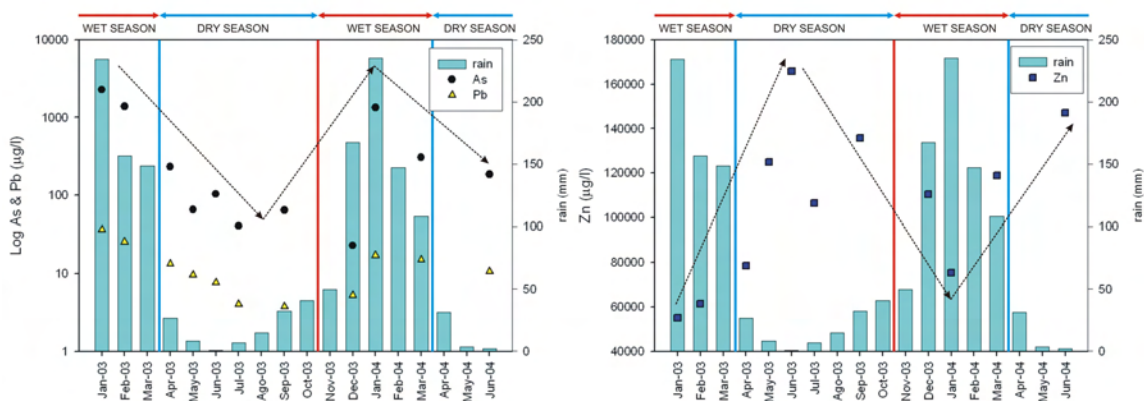 WET SEASON DRY SEASON WET SEASON DRY SEASON
10000
1000
100
10
1
Log As & Pb (µg/l)
250
200
150
100
50
0
rain (mm)
rain
As
Pb
Jan-03
Feb-03
Mar-03
Apr-03
May-03
Jun-03
Jul-03
Ago-03
Sep-03
Oct-03
Nov-03
Dec-03
Jan-04
Feb-04
Mar-04
Apr-04
May-04
Jun-04
WET SEASON DRY SEASON WET SEASON DRY SEASON
180000
160000
140000
120000
100000
80000
60000
40000
Zn (µg/l)
250
200
150
100
50
0
rain (mm)
rain
Zn
Jan-03
Feb-03
Mar-03
Apr-03
May-03
Jun-03
Jul-03
Ago-03
Sep-03
Oct-03
Nov-03
Dec-03
Jan-04
Feb-04
Mar-04
Apr-04
May-04
Jun-04